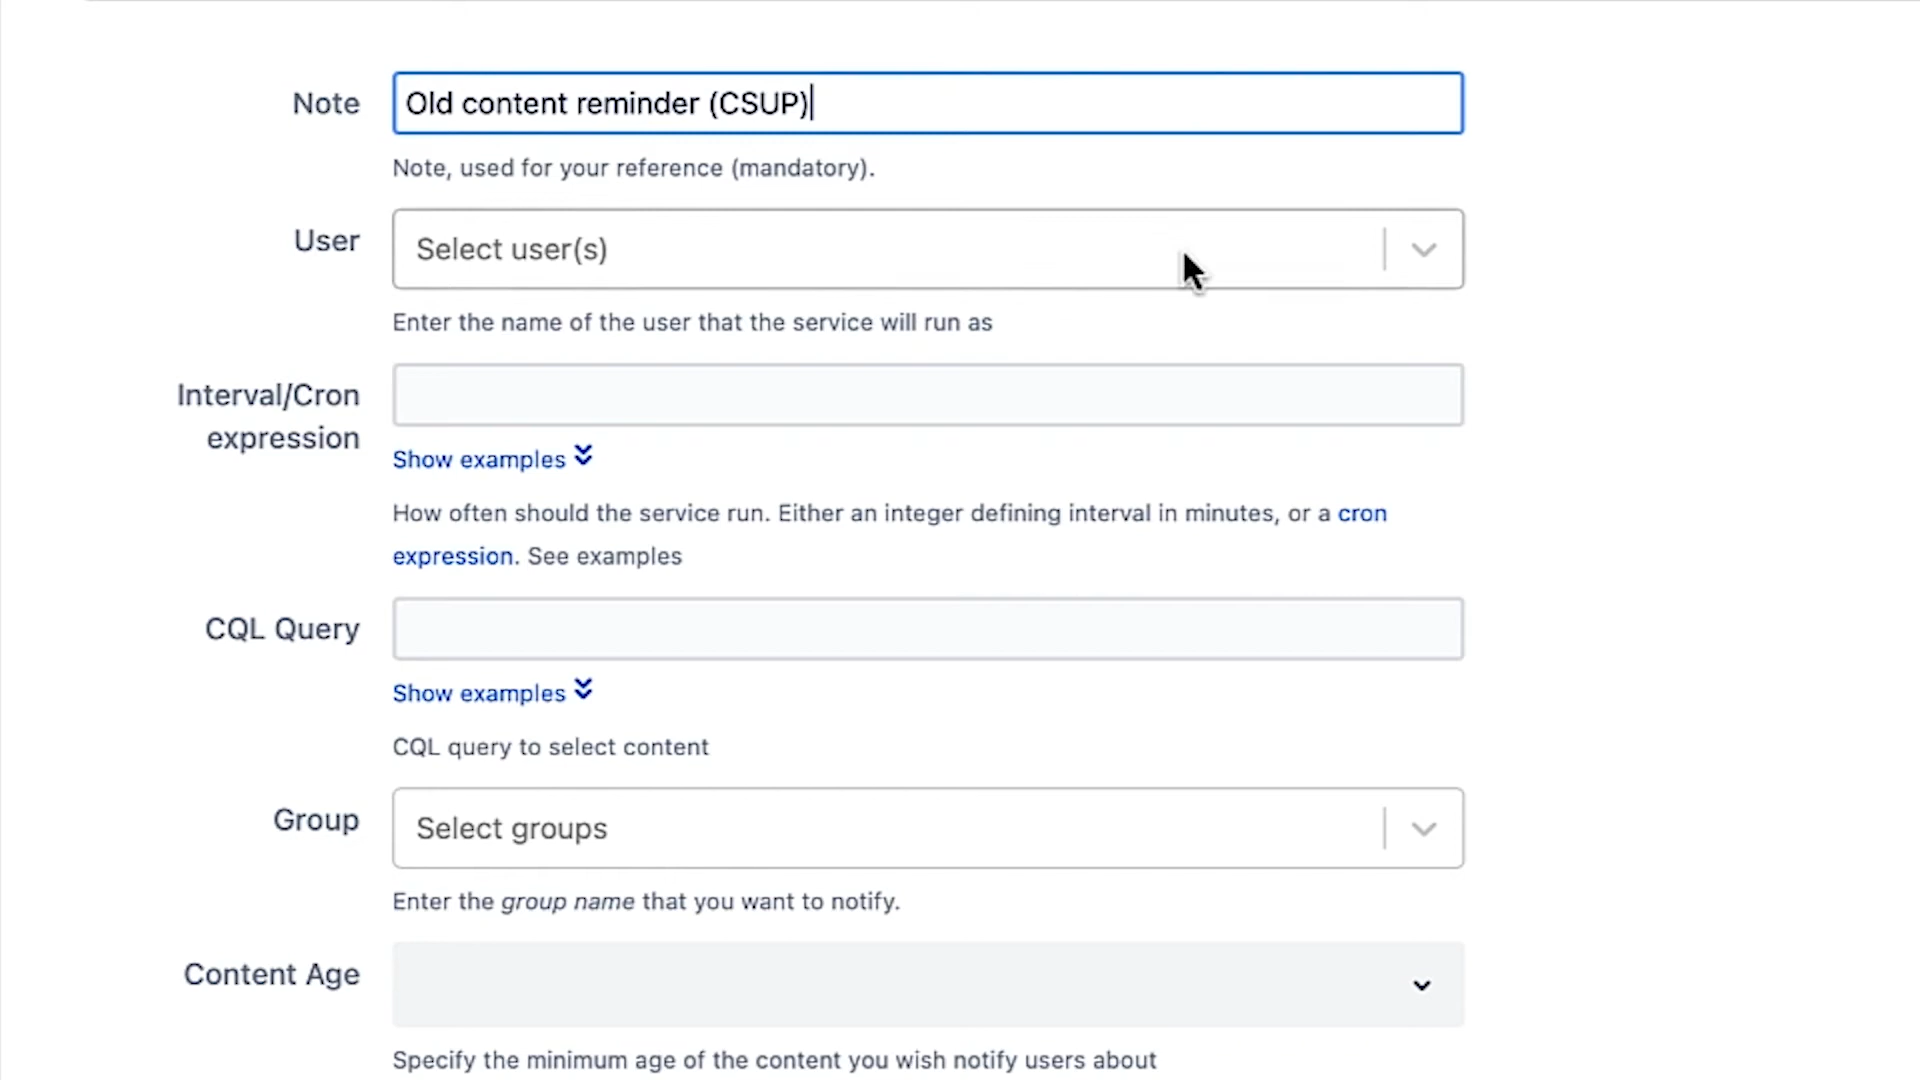 Note
Old content reminder (CSUP)
Note, used for your reference (mandatory).
User
Select user(s)
Enter the name of the user that the service will run as
Interval/Cron
expression
Show examples
How often should the service run. Either an integer defining interval in minutes, or a cron
expression. See examples
CQL Query
Show examples
CQL query to select content
Group
Select groups
Enter the group name that you want to notify.
Content Age
Specify the minimum age of the content you wish notify users about